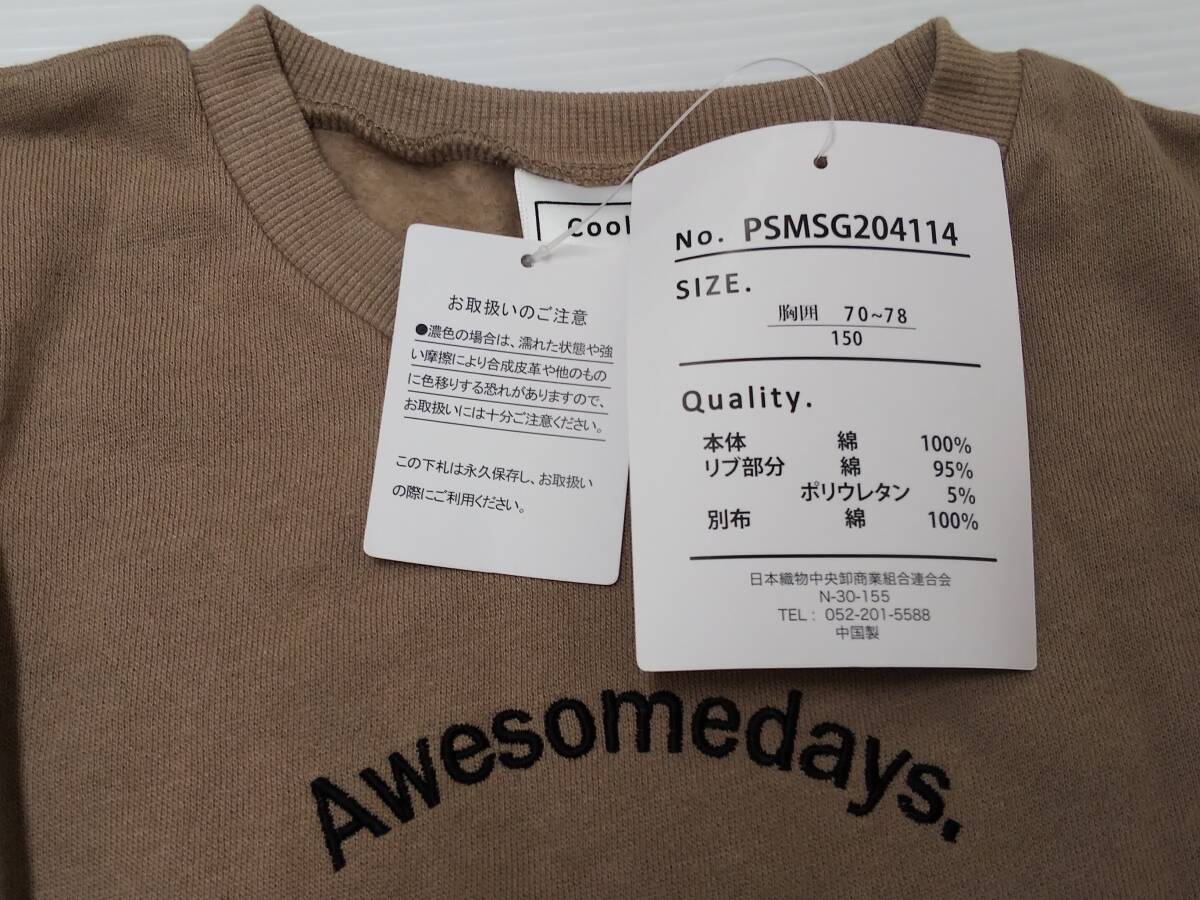 Cool
お取扱いのご注意
●濃色の場合は、濡れた状態や強
い摩擦により合成皮革や他のもの
に色移りする恐れがありますので、
お取扱いには十分ご注意ください。
この下札は永久保存し、お取扱い
の際にご利用ください。
No. PSMSG204114
SIZE.
胸囲 70~78
150
Quality.
本体 綿 100%
リブ部分 綿 95%
ポリウレタン 5%
別布 綿 100%
日本織物中央卸商業組合連合会
N-30-155
TEL : 052-201-5588
中国製
Awesomedays.